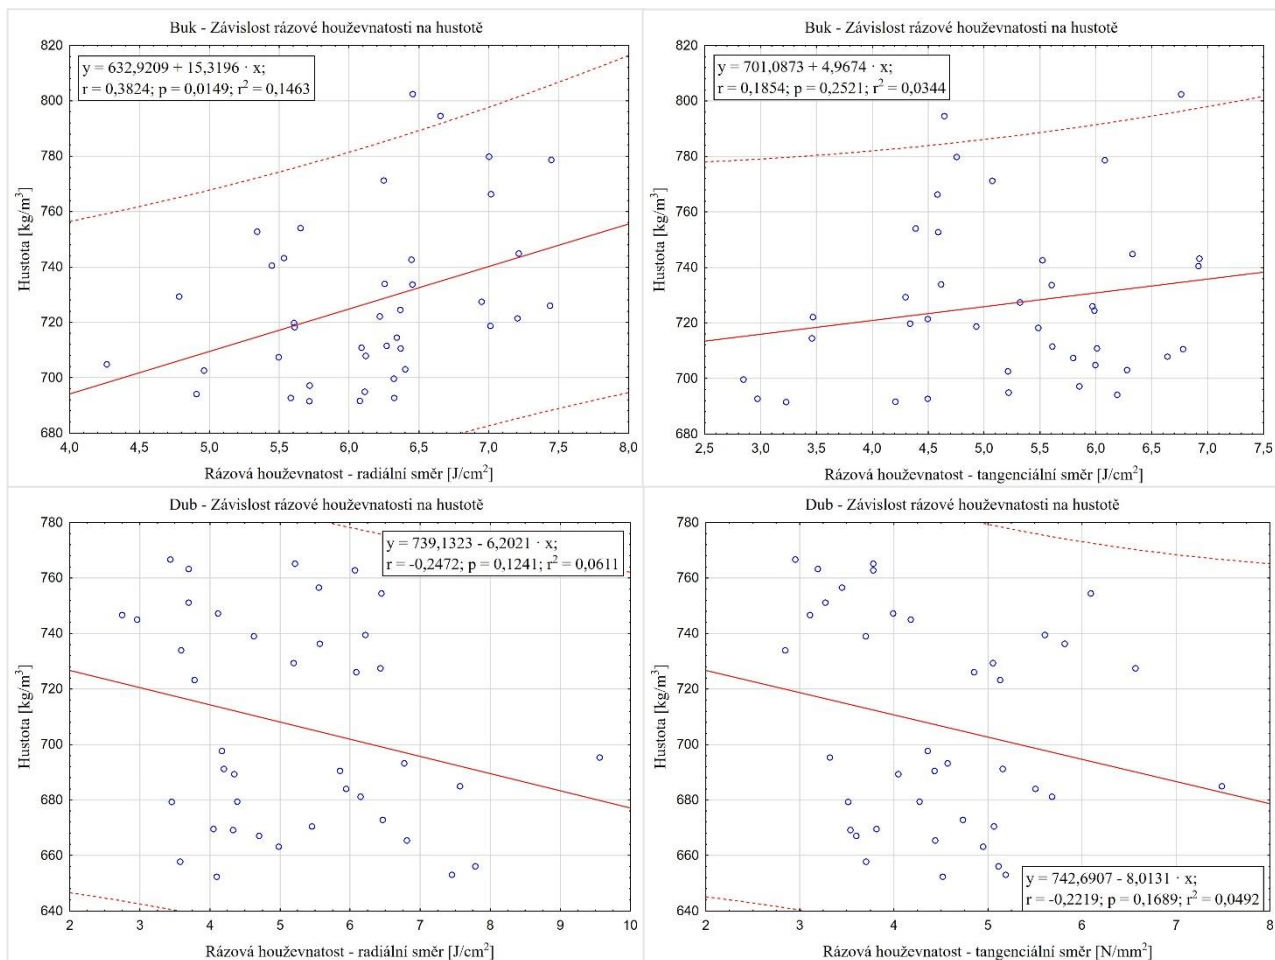 Buk - Závislost rázové houževnatosti na hustotě
y = 632,9209 + 15,3196 · x;
r = 0,3824; p = 0,0149; r² = 0,1463
Hustota [kg/m³]
820
800
780
760
740
720
700
680
4,0 4,5 5,0 5,5 6,0 6,5 7,0 7,5 8,0
Rázová houževnatost - radiální směr [J/cm²]
Buk - Závislost rázové houževnatosti na hustotě
y = 701,0873 + 4,9674 · x;
r = 0,1854; p = 0,2521; r² = 0,0344
Hustota [kg/m³]
820
800
780
760
740
720
700
680
2,5 3,0 3,5 4,0 4,5 5,0 5,5 6,0 6,5 7,0 7,5
Rázová houževnatost - tangenciální směr [J/cm²]
Dub - Závislost rázové houževnatosti na hustotě
y = 739,1323 - 6,2021 · x;
r = -0,2472; p = 0,1241; r² = 0,0611
Hustota [kg/m³]
780
760
740
720
700
680
660
640
2 3 4 5 6 7 8 9 10
Rázová houževnatost - radiální směr [J/cm²]
Dub - Závislost rázové houževnatosti na hustotě
Hustota [kg/m³]
780
760
740
720
700
680
660
640
y = 742,6907 - 8,0131 · x;
r = -0,2219; p = 0,1689; r² = 0,0492
2 3 4 5 6 7 8
Rázová houževnatost - tangenciální směr [N/mm²]